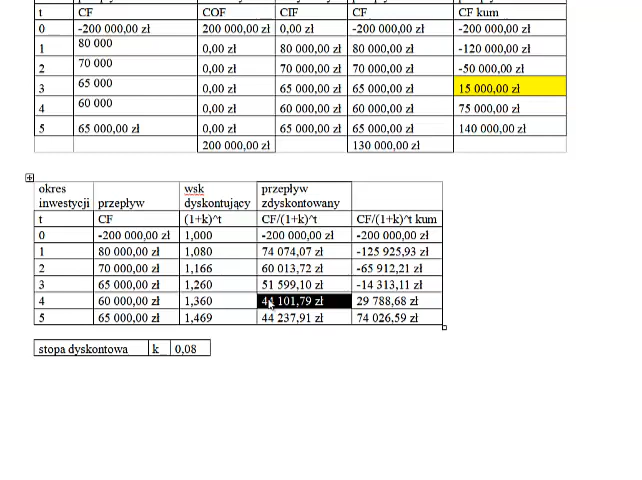 t CF COF CIF CF CF kum
0 -200 000,00 zł 200 000,00 zł 0,00 zł -200 000,00 zł -200 000,00 zł
1 80 000 0,00 zł 80 000,00 zł 80 000,00 zł -120 000,00 zł
2 70 000 0,00 zł 70 000,00 zł 70 000,00 zł -50 000,00 zł
3 65 000 0,00 zł 65 000,00 zł 65 000,00 zł 15 000,00 zł
4 60 000 0,00 zł 60 000,00 zł 60 000,00 zł 75 000,00 zł
5 65 000,00 zł 0,00 zł 65 000,00 zł 65 000,00 zł 140 000,00 zł
200 000,00 zł 130 000,00 zł
okres wsk przepływ
inwestycji przepływ dyskontujący zdyskontowany
t CF (1+k)^t CF/(1+k)^t CF/(1+k)^t kum
0 -200 000,00 zł 1,000 -200 000,00 zł -200 000,00 zł
1 80 000,00 zł 1,080 74 074,07 zł -125 925,93 zł
2 70 000,00 zł 1,166 60 013,72 zł -65 912,21 zł
3 65 000,00 zł 1,260 51 599,10 zł -14 313,11 zł
4 60 000,00 zł 1,360 44 101,79 zł 29 788,68 zł
5 65 000,00 zł 1,469 44 237,91 zł 74 026,59 zł
stopa dyskontowa k 0,08